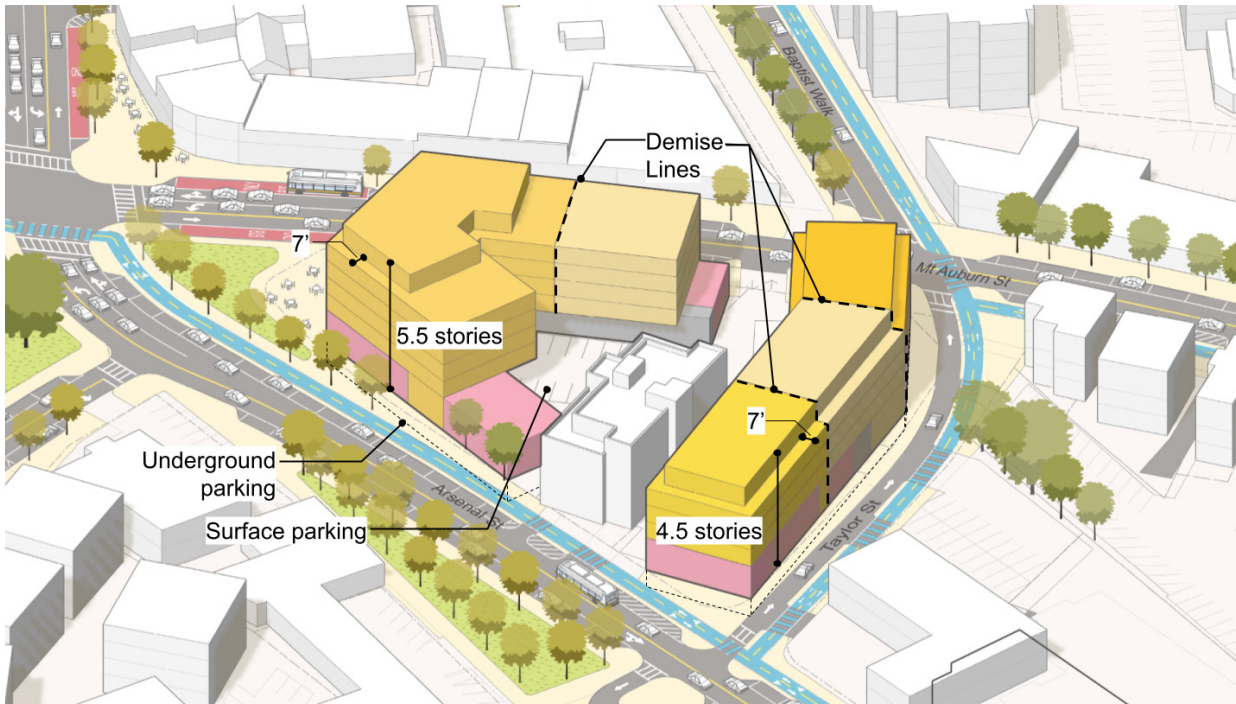 Baptist Walk
Demise
Lines
7'
Mt Auburn St
5.5 stories
7'
Underground
parking
Arsenal St
Surface parking
4.5 stories
Taylor St